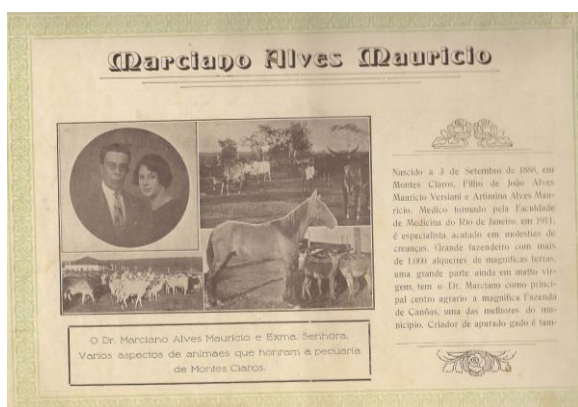 Marciano Alves Mauricio
Nascido a 3 de Setembro de 1886, em
Montes Claros. Filho de João Alves
Mauricio Versiani e Artimina Alves Mau-
ricio. Medico formado pela Faculdade
de Medicina do Rio de Janeiro, em 1911,
é especialista acatado em molestias de
creanças. Grande fazendeiro com mais
de 1.000 alqueires de magnificas terras,
uma grande parte ainda em matto vir-
gem, tem o Dr. Marciano como princi-
pal centro agrario a magnifica Fazenda
de Canôas, uma das melhores do mu-
nicipio. Criador de apurado gado é fam-
O Dr. Marciano Alves Mauricio e Exma. Senhora.
Varios aspectos de animaes que honram a pecuaria
de Montes Claros.